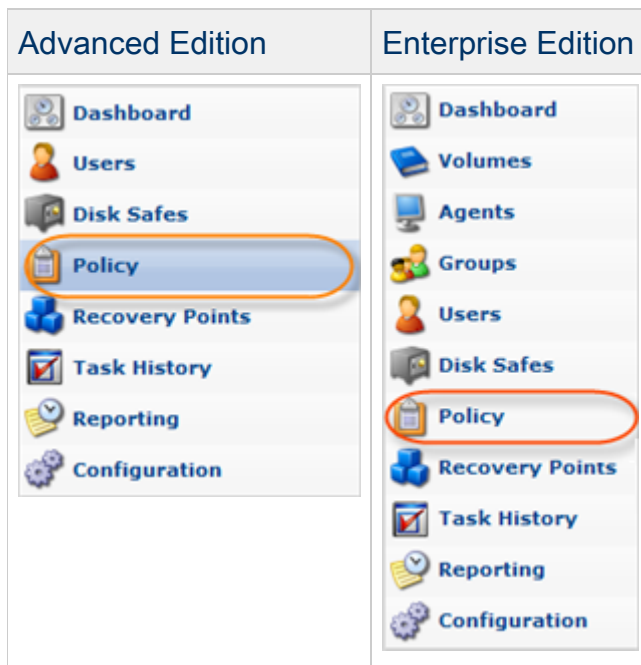 Advanced Edition
Enterprise Edition
Dashboard
Users
Disk Safes
Policy
Recovery Points
Task History
Reporting
Configuration
Dashboard
Volumes
Agents
Groups
Users
Disk Safes
Policy
Recovery Points
Task History
Reporting
Configuration